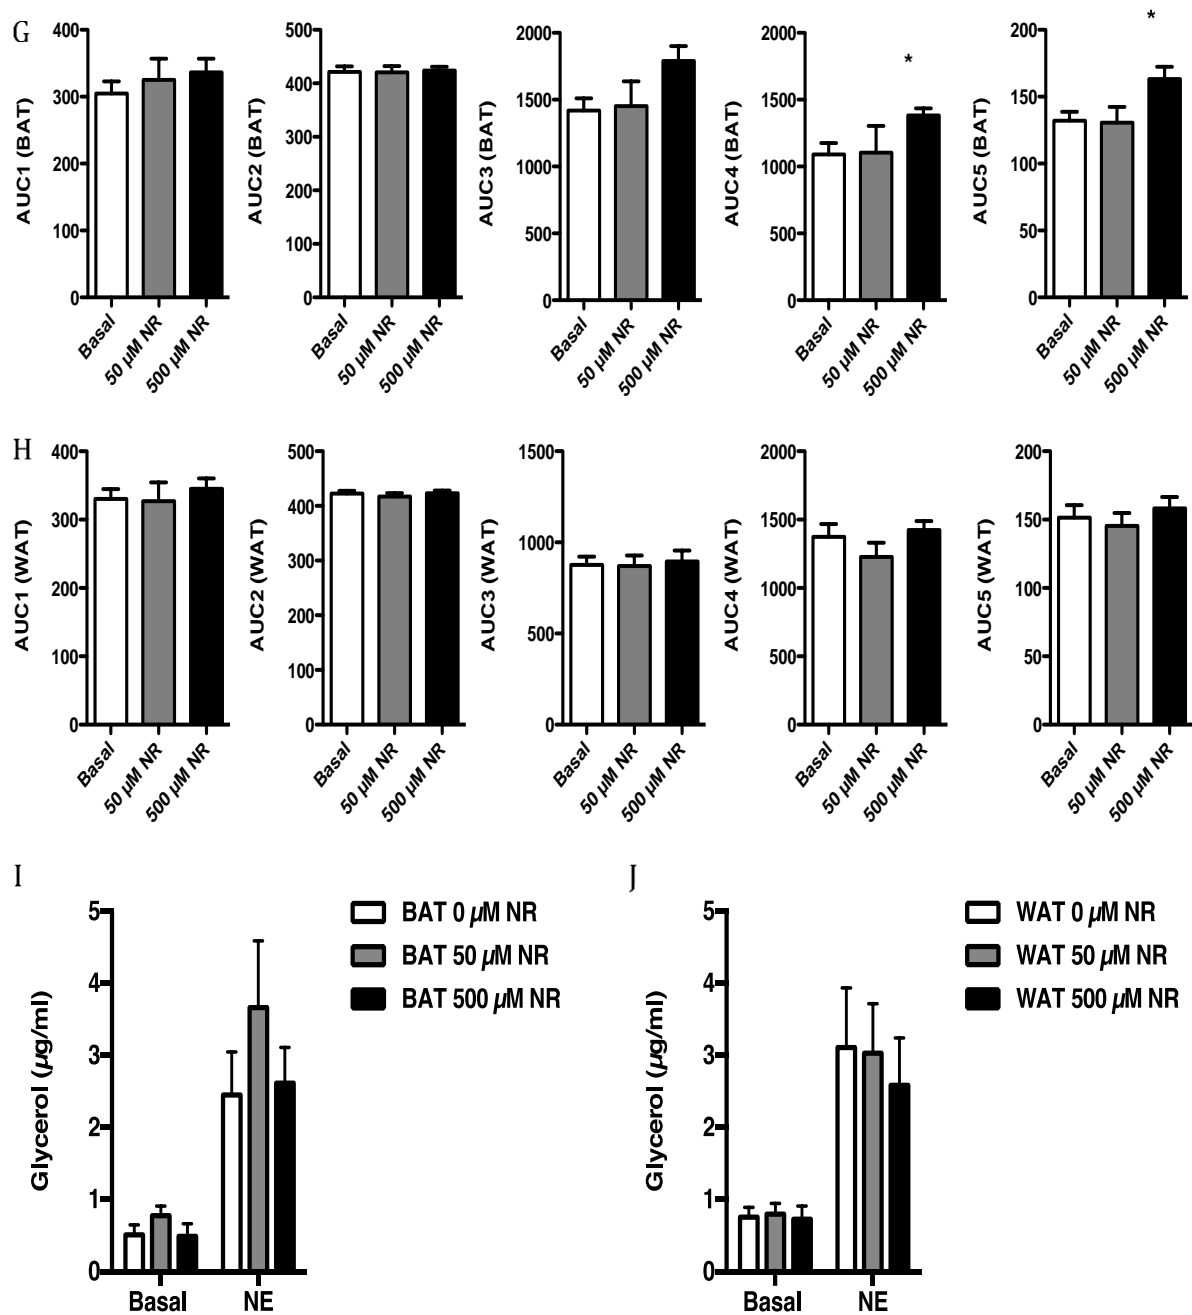 G
AUC1 (BAT)
400
300
200
100
0
Basal
50 µM NR
500 µM NR
AUC2 (BAT)
500
400
300
200
100
0
Basal
50 µM NR
500 µM NR
AUC3 (BAT)
2000
1500
1000
500
0
Basal
50 µM NR
500 µM NR
AUC4 (BAT)
2000
1500
1000
500
0
*
Basal
50 µM NR
500 µM NR
AUC5 (BAT)
200
150
100
50
0
*
Basal
50 µM NR
500 µM NR
H
AUC1 (WAT)
400
300
200
100
0
Basal
50 µM NR
500 µM NR
AUC2 (WAT)
500
400
300
200
100
0
Basal
50 µM NR
500 µM NR
AUC3 (WAT)
1500
1000
500
0
Basal
50 µM NR
500 µM NR
AUC4 (WAT)
2000
1500
1000
500
0
Basal
50 µM NR
500 µM NR
AUC5 (WAT)
200
150
100
50
0
Basal
50 µM NR
500 µM NR
I
Glycerol (µg/ml)
5
4
3
2
1
0
Basal
NE
BAT 0 µM NR
BAT 50 µM NR
BAT 500 µM NR
J
Glycerol (µg/ml)
5
4
3
2
1
0
Basal
NE
WAT 0 µM NR
WAT 50 µM NR
WAT 500 µM NR